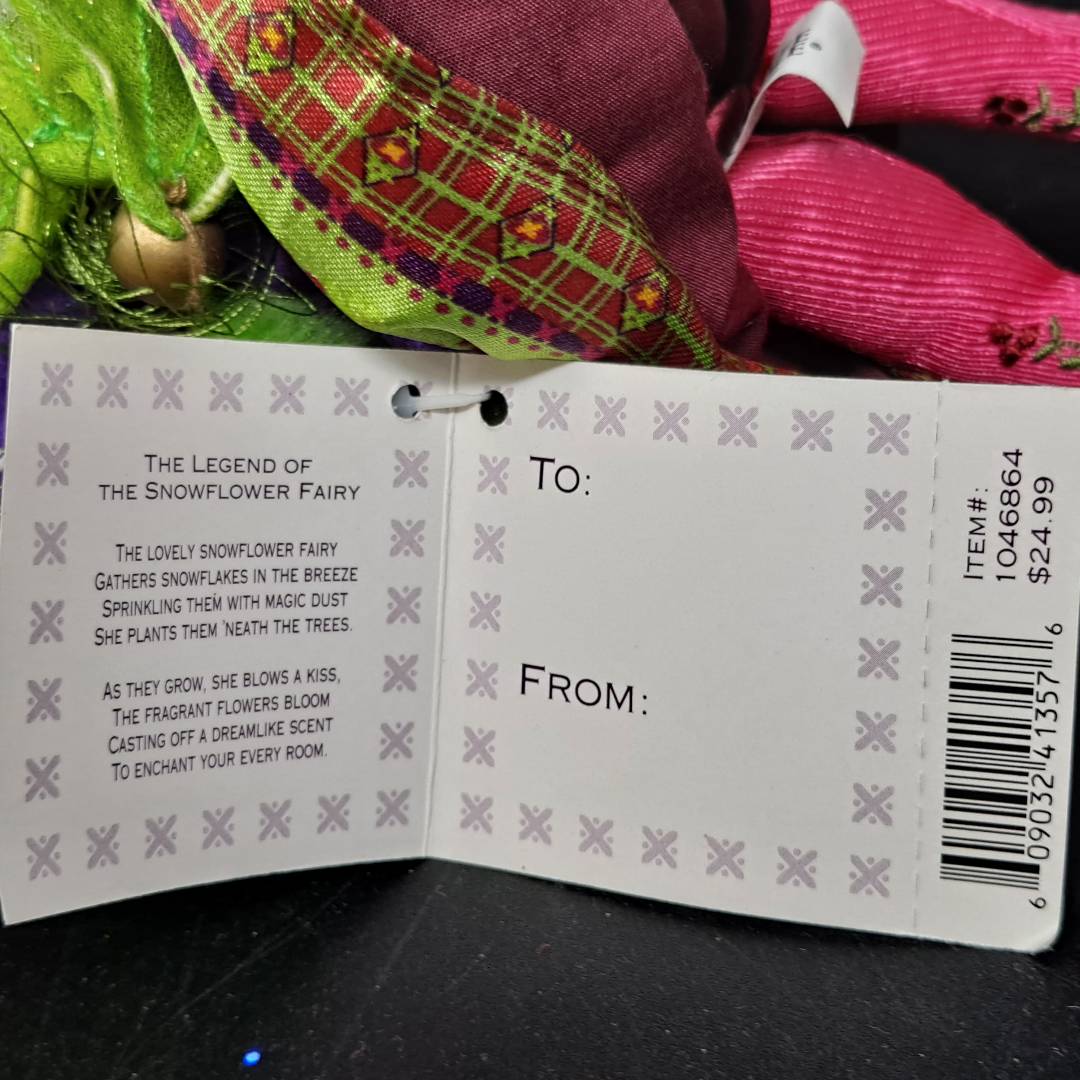 THE LEGEND OF
THE SNOWFLOWER FAIRY
THE LOVELY SNOWFLOWER FAIRY
GATHERS SNOWFLAKES IN THE BREEZE
SPRINKLING THEM WITH MAGIC DUST
SHE PLANTS THEM 'NEATH THE TREES.
AS THEY GROW, SHE BLOWS A KISS,
THE FRAGRANT FLOWERS BLOOM
CASTING OFF A DREAMLIKE SCENT
TO ENCHANT YOUR EVERY ROOM.
TO:
FROM:
ITEM#:
1046864
$24.99
6 09032 41357 6